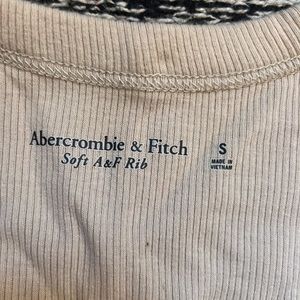 Abercrombie & Fitch
Soft A&F Rib
S
MADE IN
VIETNAM